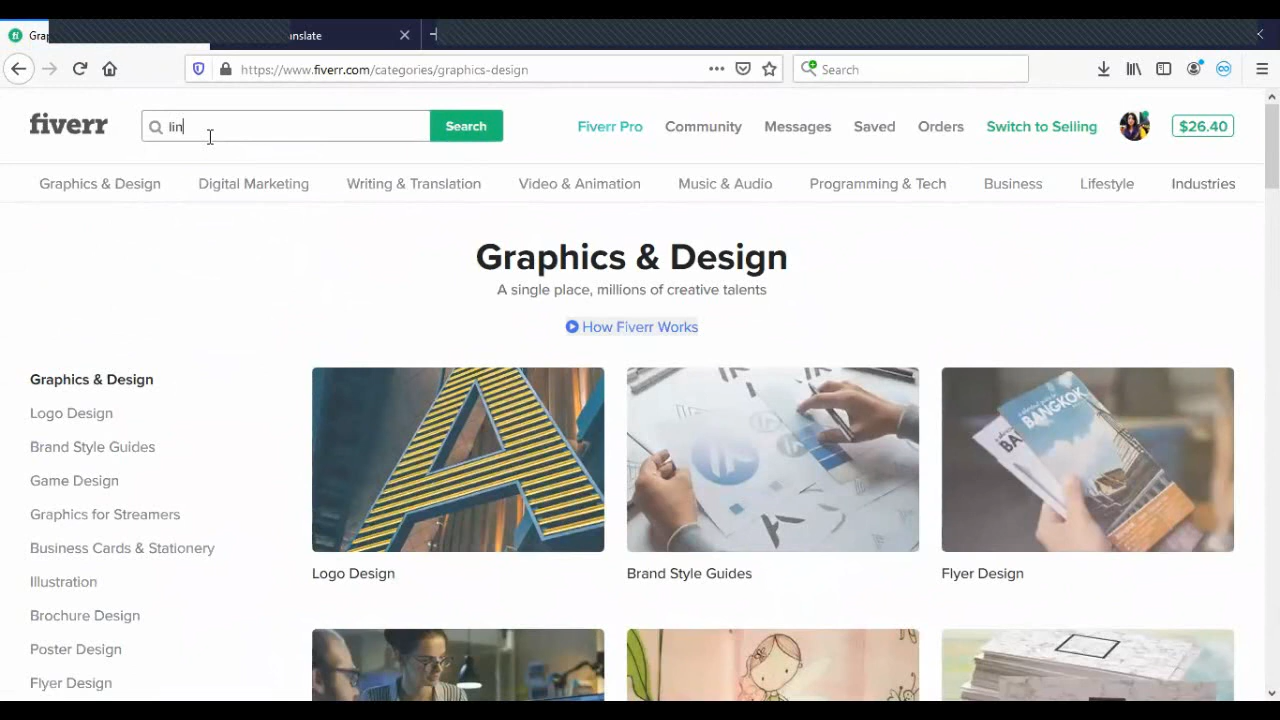 Gra
nslate
https://www.fiverr.com/categories/graphics-design
Search
fiverr
lin
Search
Fiverr Pro
Community
Messages
Saved
Orders
Switch to Selling
$26.40
Graphics & Design
Digital Marketing
Writing & Translation
Video & Animation
Music & Audio
Programming & Tech
Business
Lifestyle
Industries
Graphics & Design
A single place, millions of creative talents
How Fiverr Works
Graphics & Design
Logo Design
Brand Style Guides
Game Design
Graphics for Streamers
Business Cards & Stationery
Illustration
Brochure Design
Poster Design
Flyer Design
A
BANGKOK
BA
Logo Design
Brand Style Guides
Flyer Design